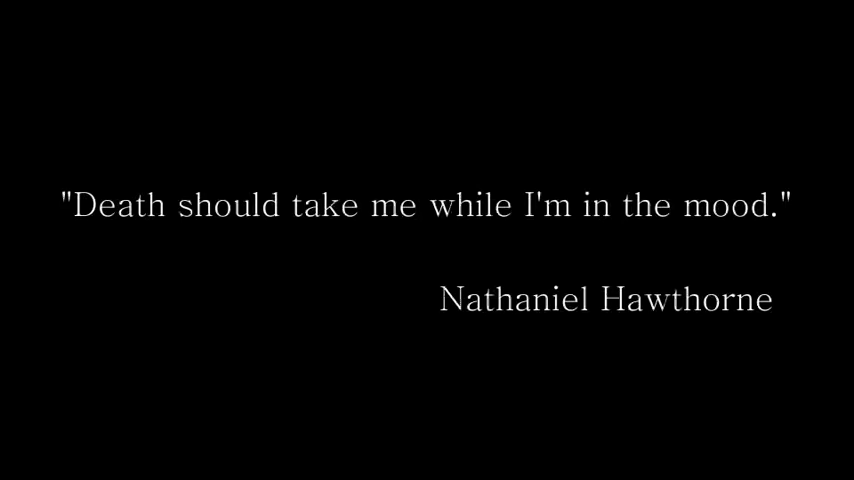 "Death should take me while I'm in the mood."
Nathaniel Hawthorne